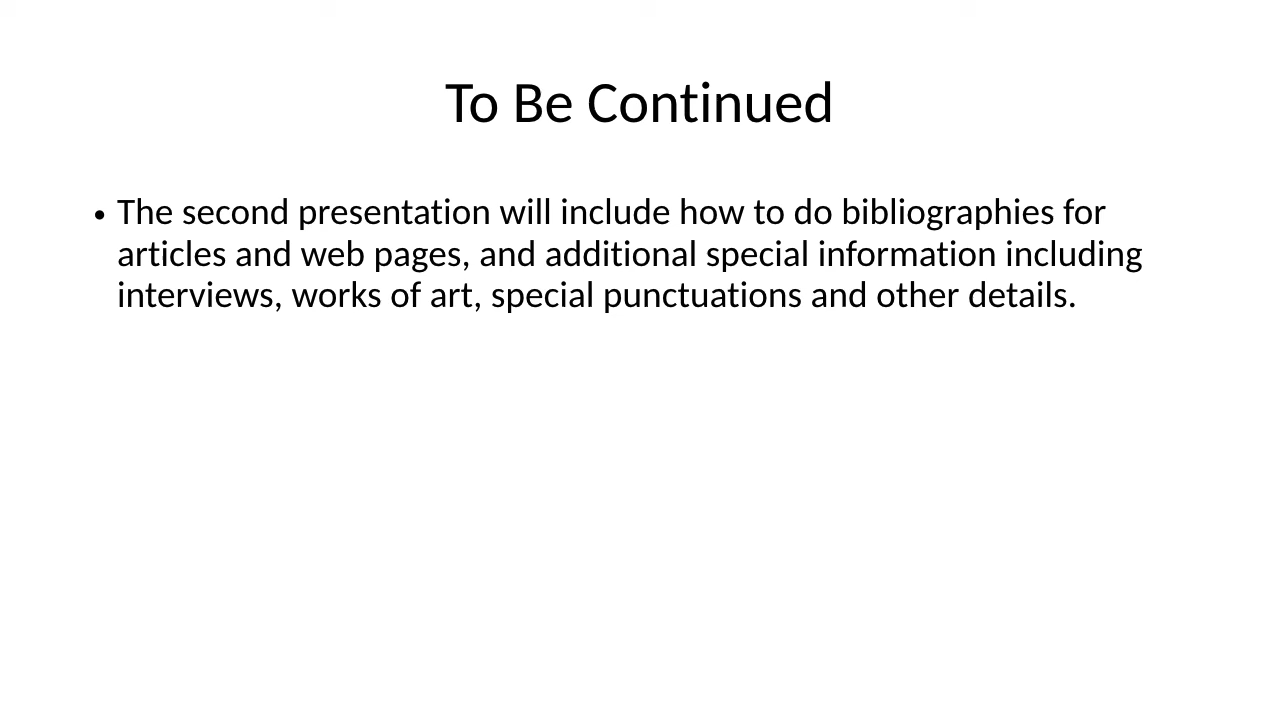 To Be Continued
• The second presentation will include how to do bibliographies for
articles and web pages, and additional special information including
interviews, works of art, special punctuations and other details.